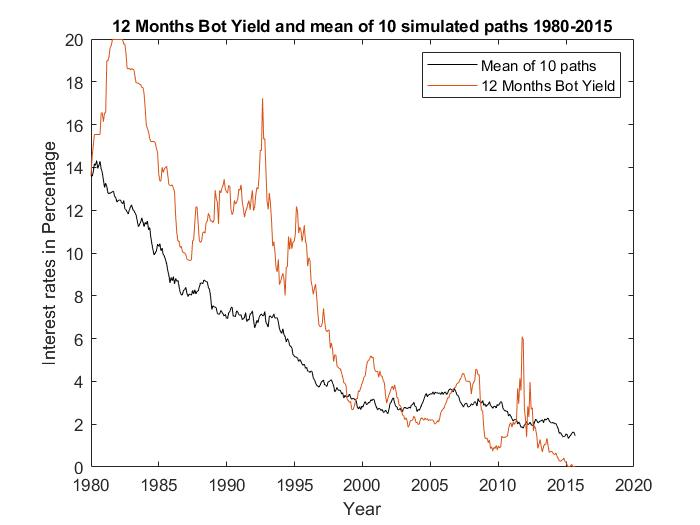 12 Months Bot Yield and mean of 10 simulated paths 1980-2015
Mean of 10 paths
12 Months Bot Yield
Interest rates in Percentage
20
18
16
14
12
10
8
6
4
2
0
1980 1985 1990 1995 2000 2005 2010 2015 2020
Year